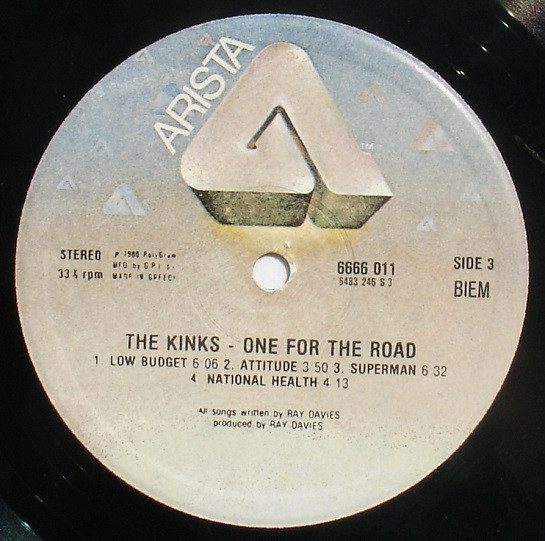 ARISTA
TM
STEREO
33⅓ rpm
℗ 1980 PolyGram
MFD by G.P.I. S.A
MADE IN GREECE
6666 011
6483 246 S 3
SIDE 3
BIEM
THE KINKS - ONE FOR THE ROAD
1 LOW BUDGET 6 06 2. ATTITUDE 3 50 3. SUPERMAN 6 32
4 NATIONAL HEALTH 4 13
All songs written by RAY DAVIES
produced by RAY DAVIES